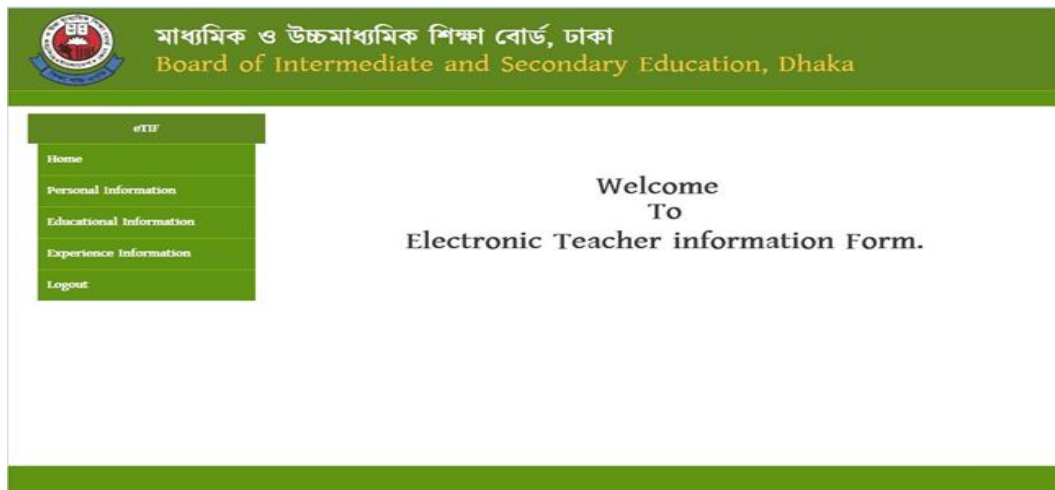 মাধ্যমিক ও উচ্চমাধ্যমিক শিক্ষা বোর্ড, ঢাকা
Board of Intermediate and Secondary Education, Dhaka
eTIF
Home
Personal Information
Educational Information
Experience Information
Logout
Welcome
To
Electronic Teacher information Form.